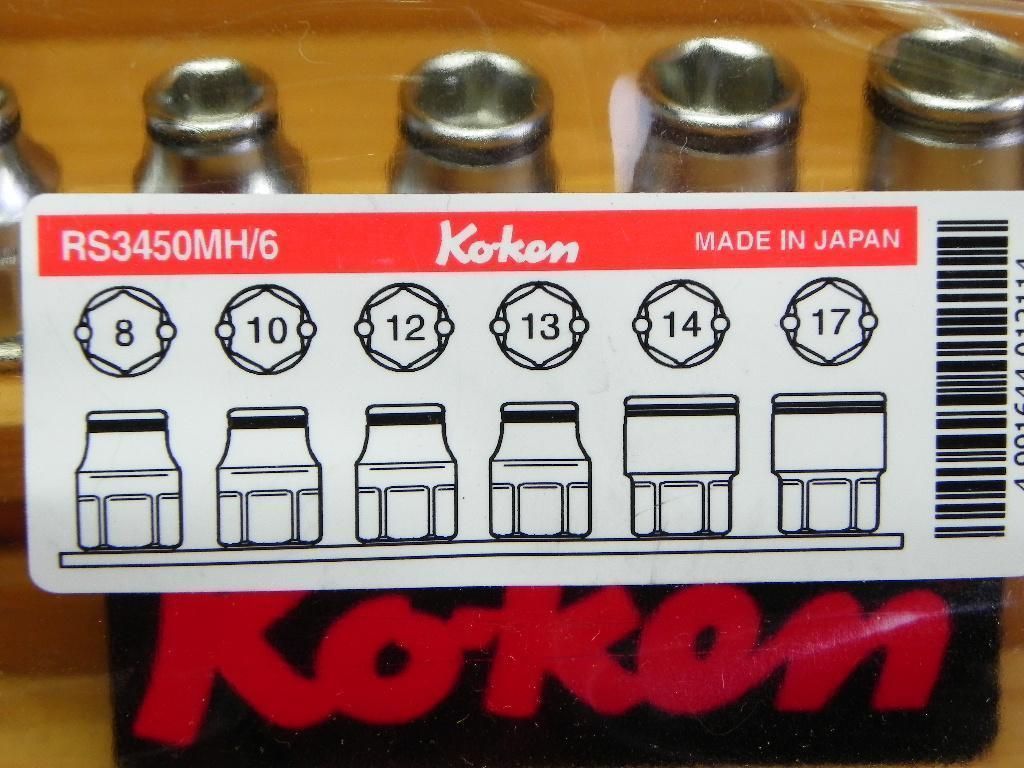 RS3450MH/6 Koken MADE IN JAPAN
8 10 12 13 14 17
Koken